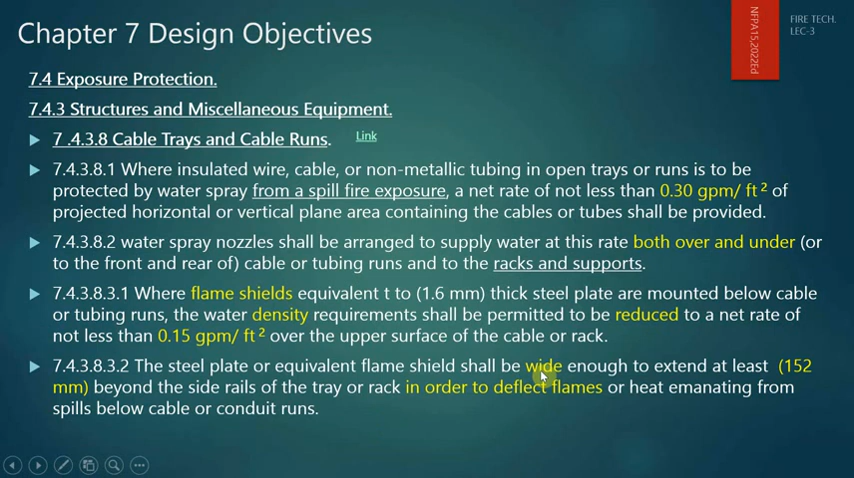 Chapter 7 Design Objectives
NFPA15,2022Ed
FIRE TECH.
LEC-3
7.4 Exposure Protection.
7.4.3 Structures and Miscellaneous Equipment.
7 .4.3.8 Cable Trays and Cable Runs. Link
7.4.3.8.1 Where insulated wire, cable, or non-metallic tubing in open trays or runs is to be
protected by water spray from a spill fire exposure, a net rate of not less than 0.30 gpm/ ft² of
projected horizontal or vertical plane area containing the cables or tubes shall be provided.
7.4.3.8.2 water spray nozzles shall be arranged to supply water at this rate both over and under (or
to the front and rear of) cable or tubing runs and to the racks and supports.
7.4.3.8.3.1 Where flame shields equivalent t to (1.6 mm) thick steel plate are mounted below cable
or tubing runs, the water density requirements shall be permitted to be reduced to a net rate of
not less than 0.15 gpm/ ft² over the upper surface of the cable or rack.
7.4.3.8.3.2 The steel plate or equivalent flame shield shall be wide enough to extend at least (152
mm) beyond the side rails of the tray or rack in order to deflect flames or heat emanating from
spills below cable or conduit runs.